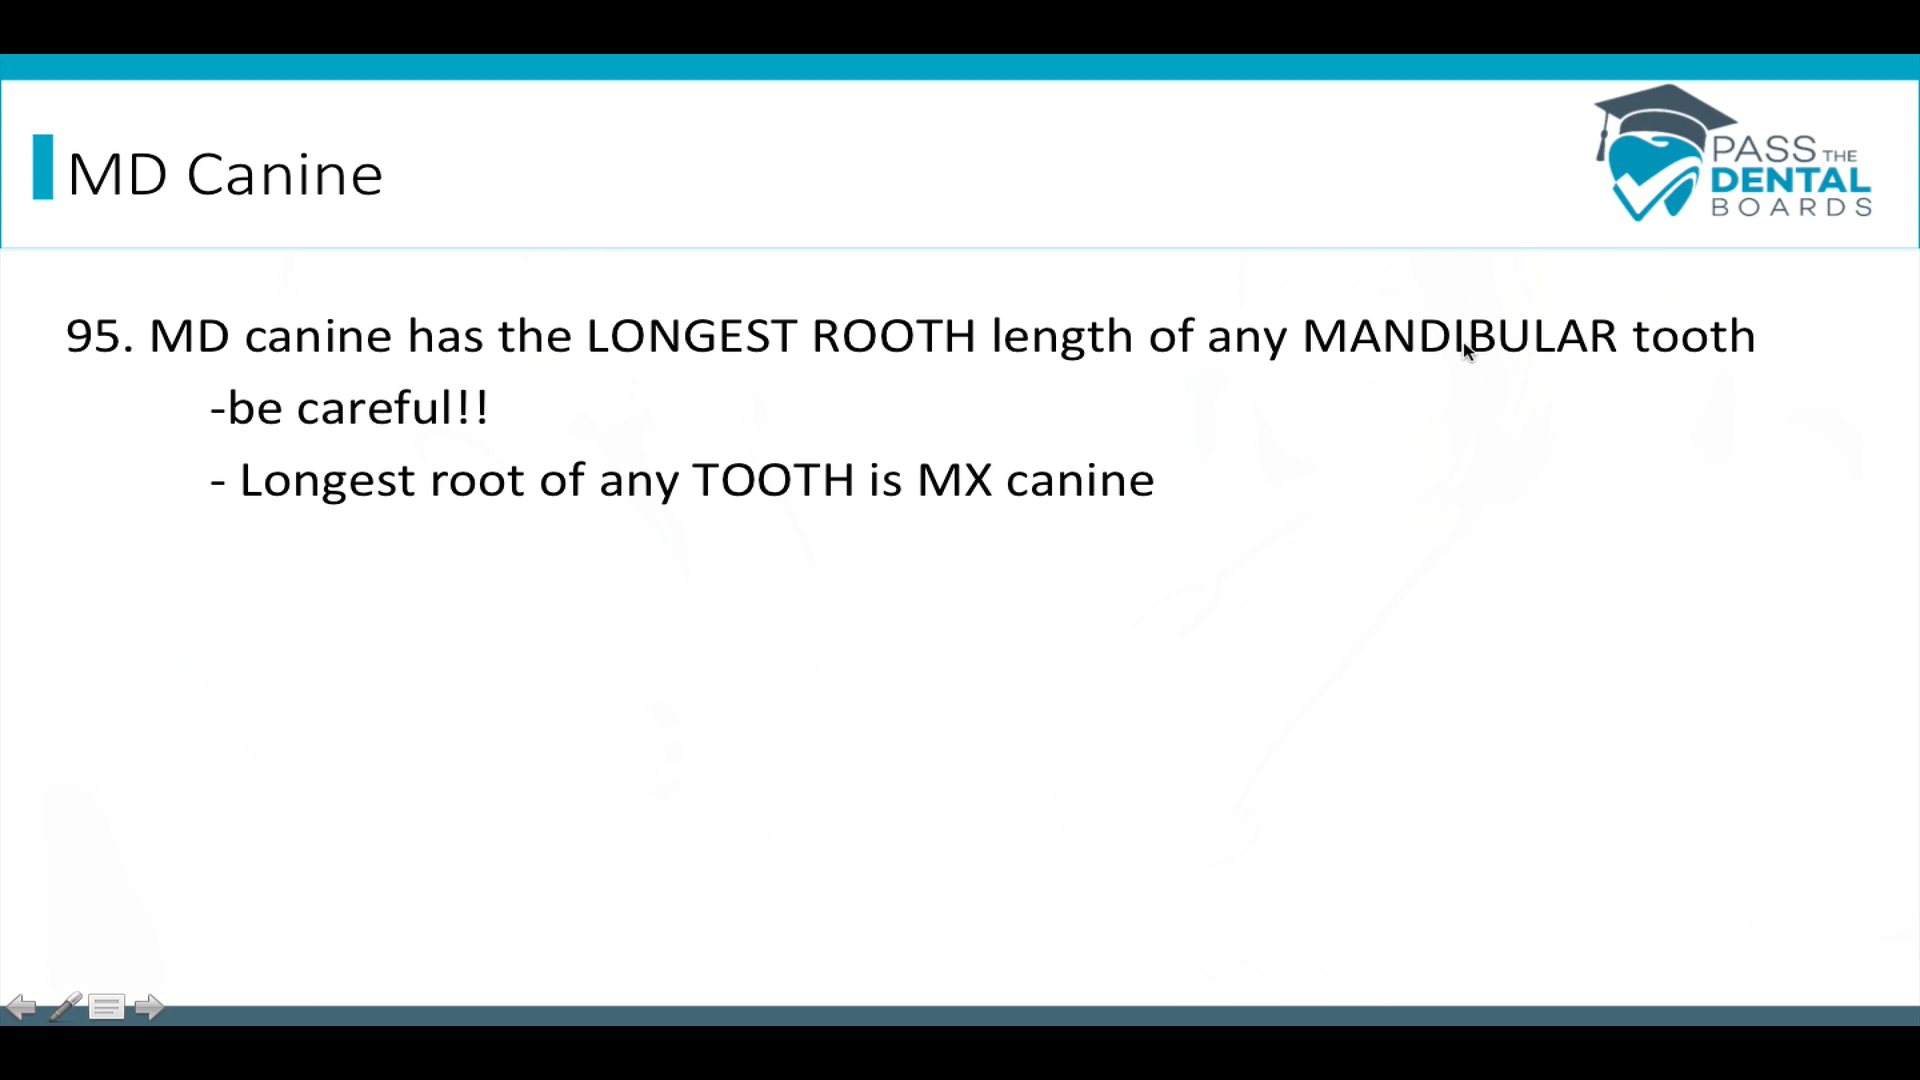 MD Canine
PASS THE
DENTAL
BOARDS
95. MD canine has the LONGEST ROOTH length of any MANDIBULAR tooth
-be careful!!
- Longest root of any TOOTH is MX canine